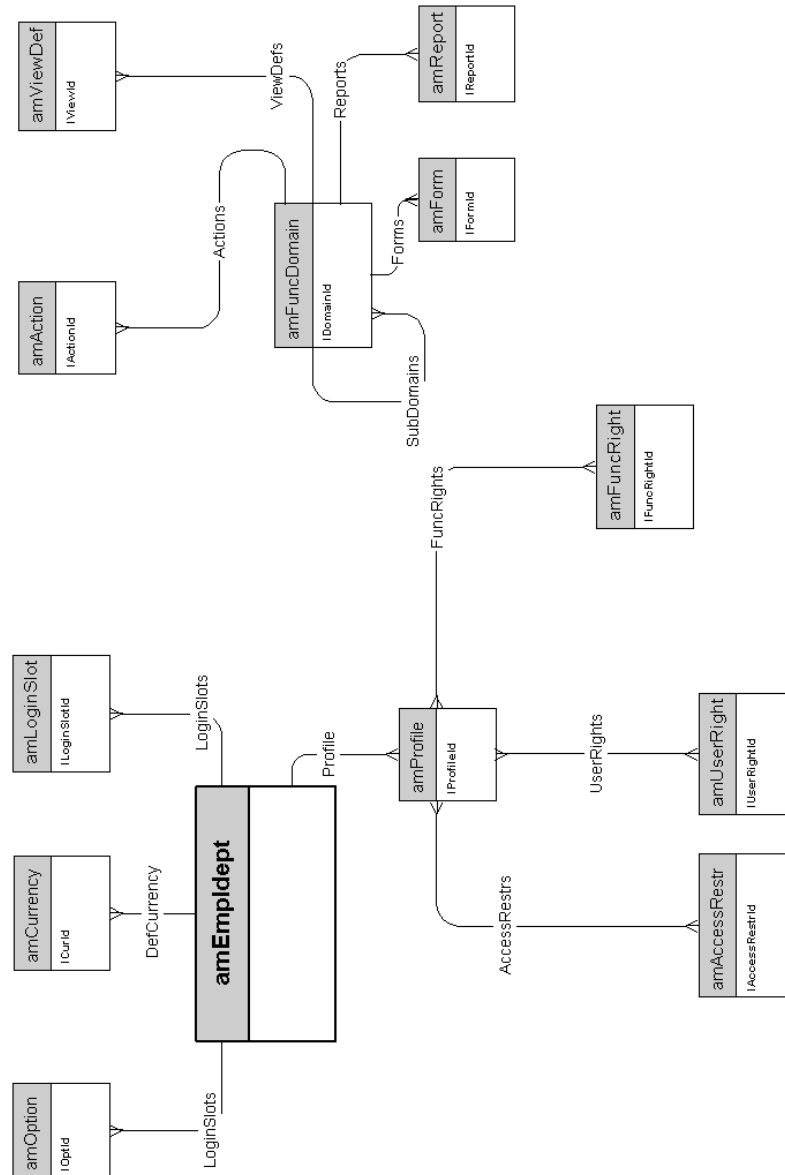 amOption
lOptId
amCurrency
lCurId
amLoginSlot
lLoginSlotId
amAction
lActionId
amViewDef
lViewId
LoginSlots
DefCurrency
LoginSlots
Actions
ViewDefs
amEmpldept
Profile
amFuncDomain
lDomainId
Reports
Forms
SubDomains
amProfile
lProfileId
FuncRights
amForm
lFormId
amReport
lReportId
AccessRestrs
UserRights
amFuncRight
lFuncRightId
amAccessRestr
lAccessRestrId
amUserRight
lUserRightId